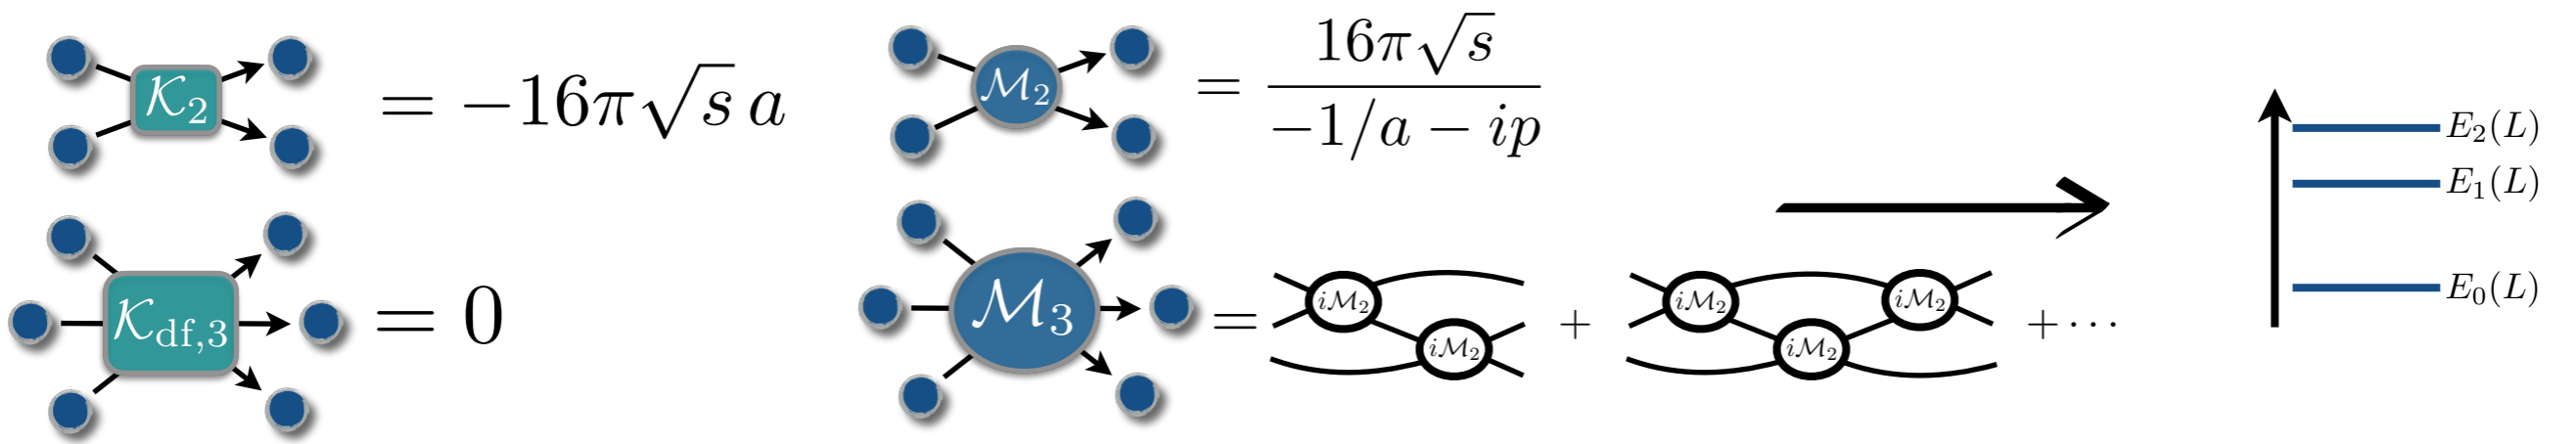 𝒦₂ = −16π√s a
ℳ₂ = 16π√s / (−1/a − ip)
𝒦df,3 = 0
ℳ₃ = iℳ₂ iℳ₂ + iℳ₂ iℳ₂ iℳ₂ + ⋯
E₂(L)
E₁(L)
E₀(L)